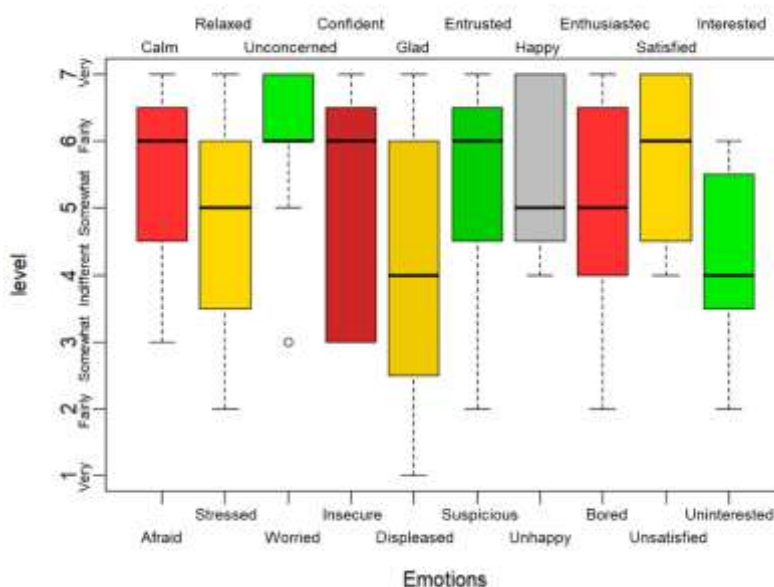 Relaxed Confident Entrusted Enthusiastec Interested
Calm Unconcerned Glad Happy Satisfied
7 Very
6 Fairly
5 Somewhat
4 Indifferent
3 Somewhat
2 Fairly
1 Very
level
Stressed Insecure Suspicious Bored Uninterested
Afraid Worried Displeased Unhappy Unsatisfied
Emotions